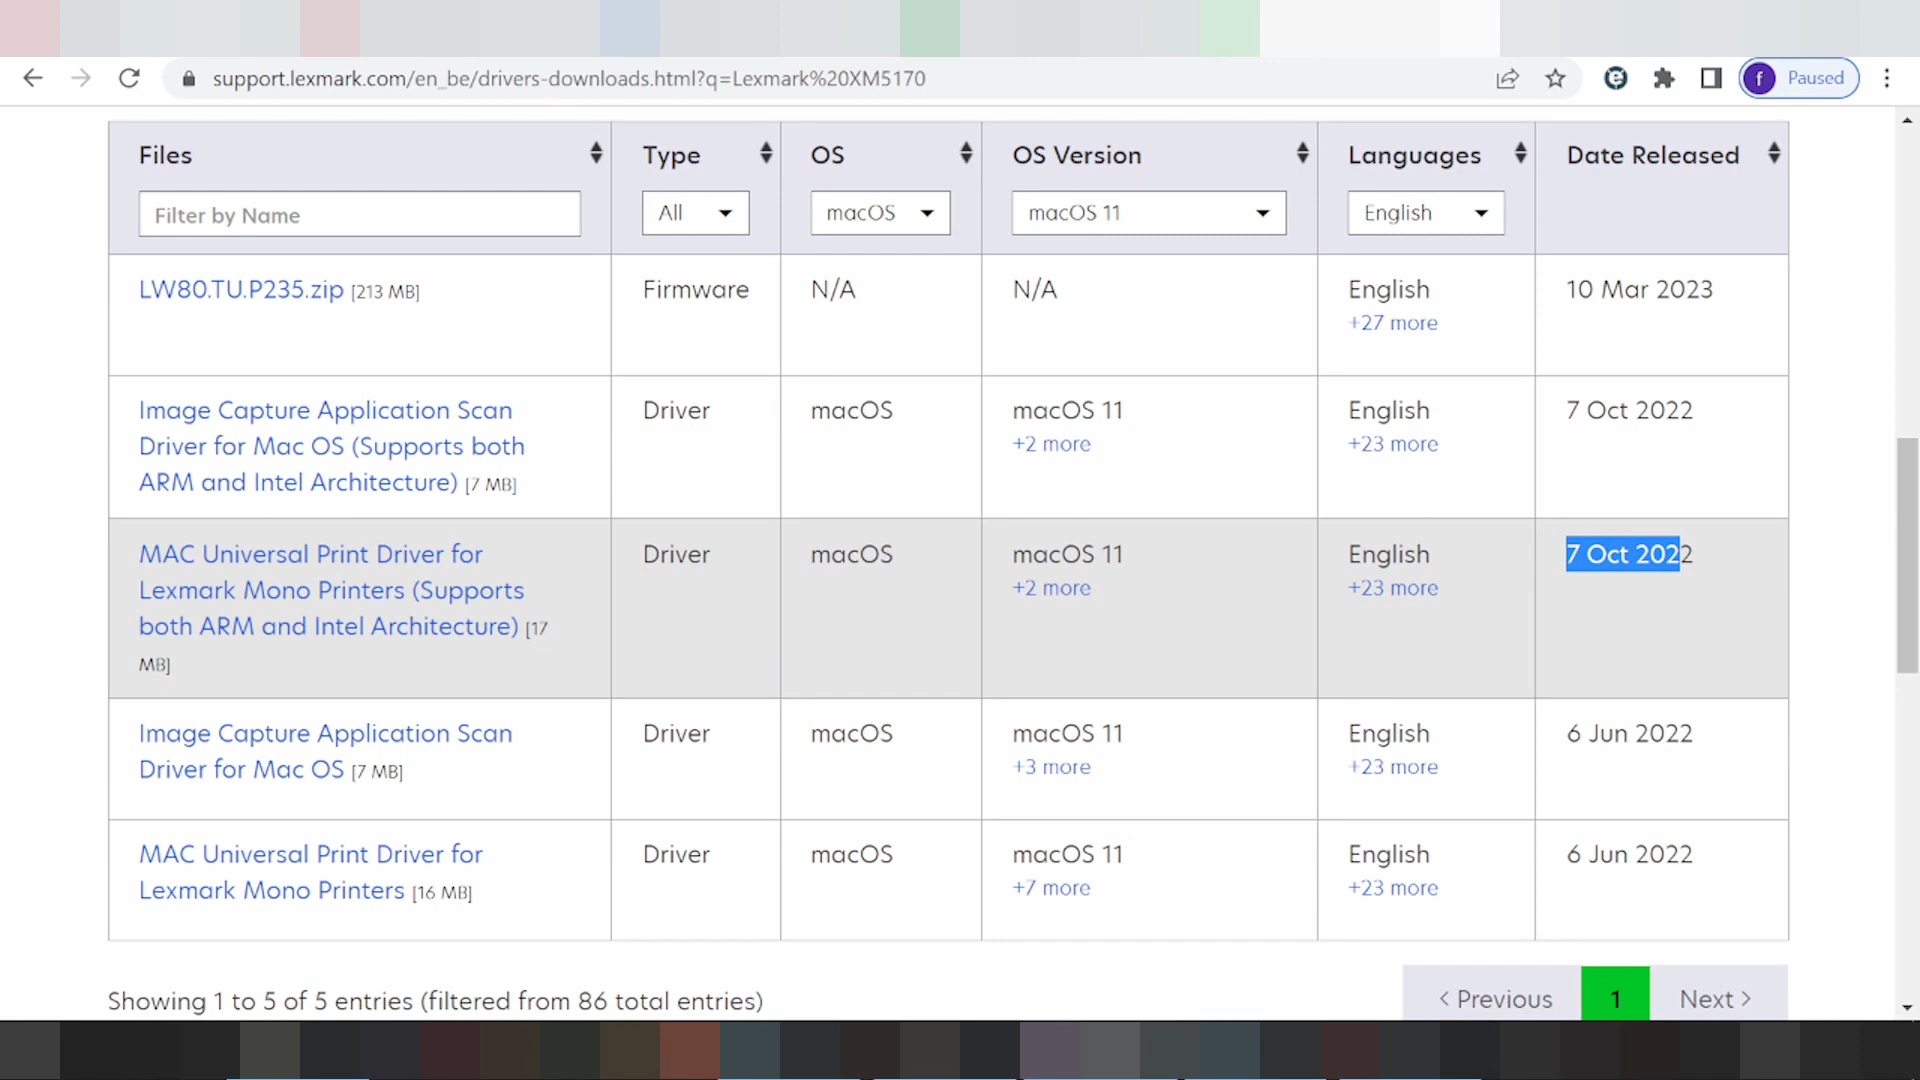 support.lexmark.com/en_be/drivers-downloads.html?q=Lexmark%20XM5170
f Paused
Files Type OS OS Version Languages Date Released
Filter by Name All macOS macOS 11 English
LW80.TU.P235.zip [213 MB] Firmware N/A N/A English 10 Mar 2023
+27 more
Image Capture Application Scan Driver macOS macOS 11 English 7 Oct 2022
Driver for Mac OS (Supports both +2 more +23 more
ARM and Intel Architecture) [7 MB]
MAC Universal Print Driver for Driver macOS macOS 11 English 7 Oct 2022
Lexmark Mono Printers (Supports +2 more +23 more
both ARM and Intel Architecture) [17
MB]
Image Capture Application Scan Driver macOS macOS 11 English 6 Jun 2022
Driver for Mac OS [7 MB] +3 more +23 more
MAC Universal Print Driver for Driver macOS macOS 11 English 6 Jun 2022
Lexmark Mono Printers [16 MB] +7 more +23 more
Showing 1 to 5 of 5 entries (filtered from 86 total entries) < Previous 1 Next >